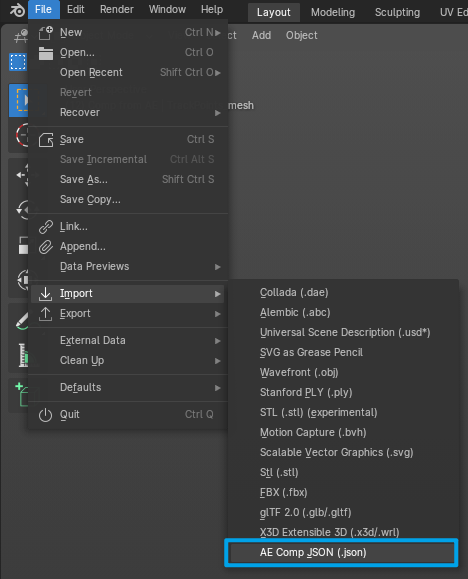 File Edit Render Window Help Layout Modeling Sculpting UV Ed
ct Add Object
New Ctrl N
Open... Ctrl O
Open Recent Shift Ctrl O
Revert
mesh
Recover
Save Ctrl S
Save Incremental Ctrl Alt S
Save As... Shift Ctrl S
Save Copy...
Link...
Append...
Data Previews
Import
Export
External Data
Clean Up
Defaults
Quit Ctrl Q
Collada (.dae)
Alembic (.abc)
Universal Scene Description (.usd*)
SVG as Grease Pencil
Wavefront (.obj)
Stanford PLY (.ply)
STL (.stl) (experimental)
Motion Capture (.bvh)
Scalable Vector Graphics (.svg)
Stl (.stl)
FBX (.fbx)
glTF 2.0 (.glb/.gltf)
X3D Extensible 3D (.x3d/.wrl)
AE Comp JSON (.json)